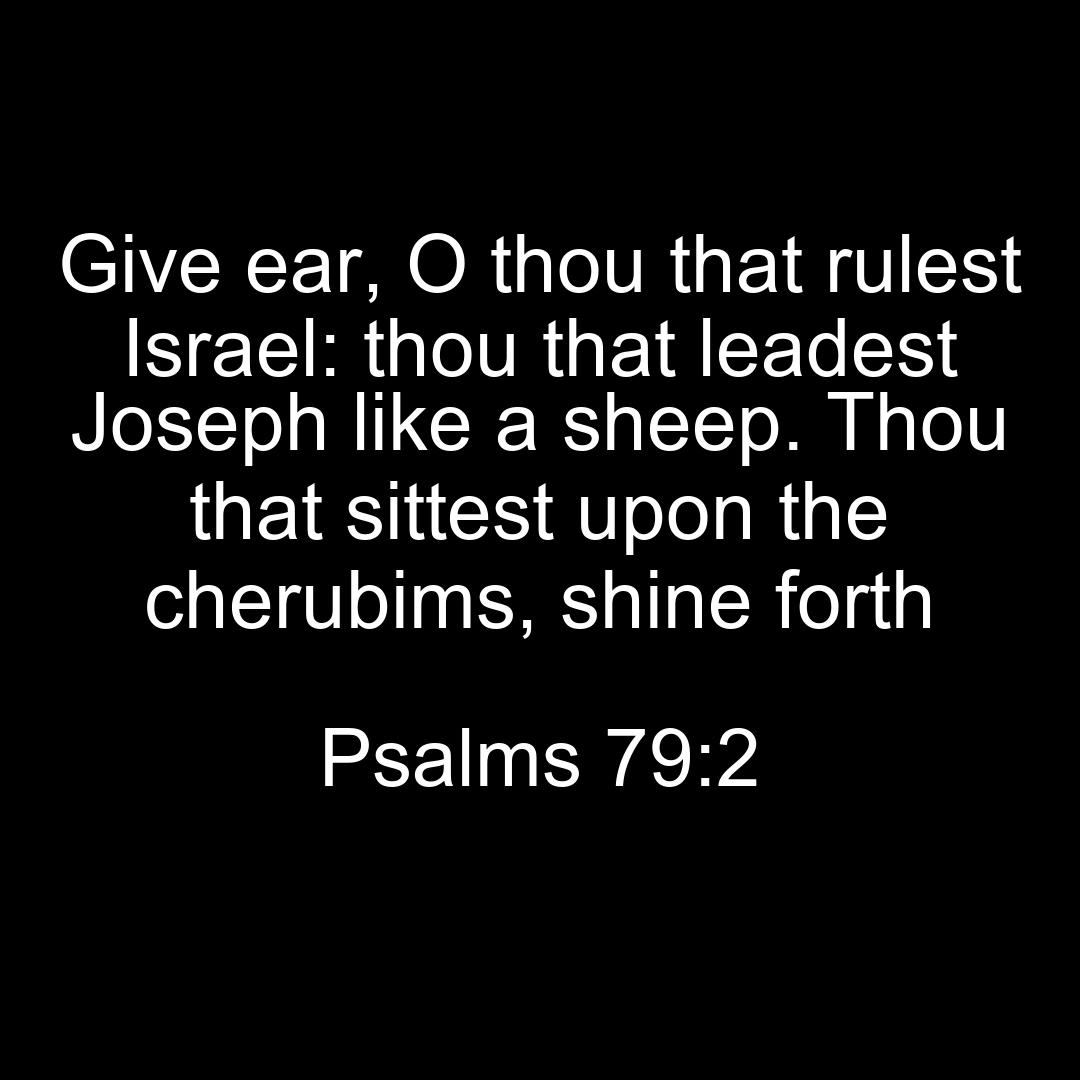 Give ear, O thou that rulest
Israel: thou that leadest
Joseph like a sheep. Thou
that sittest upon the
cherubims, shine forth
Psalms 79:2